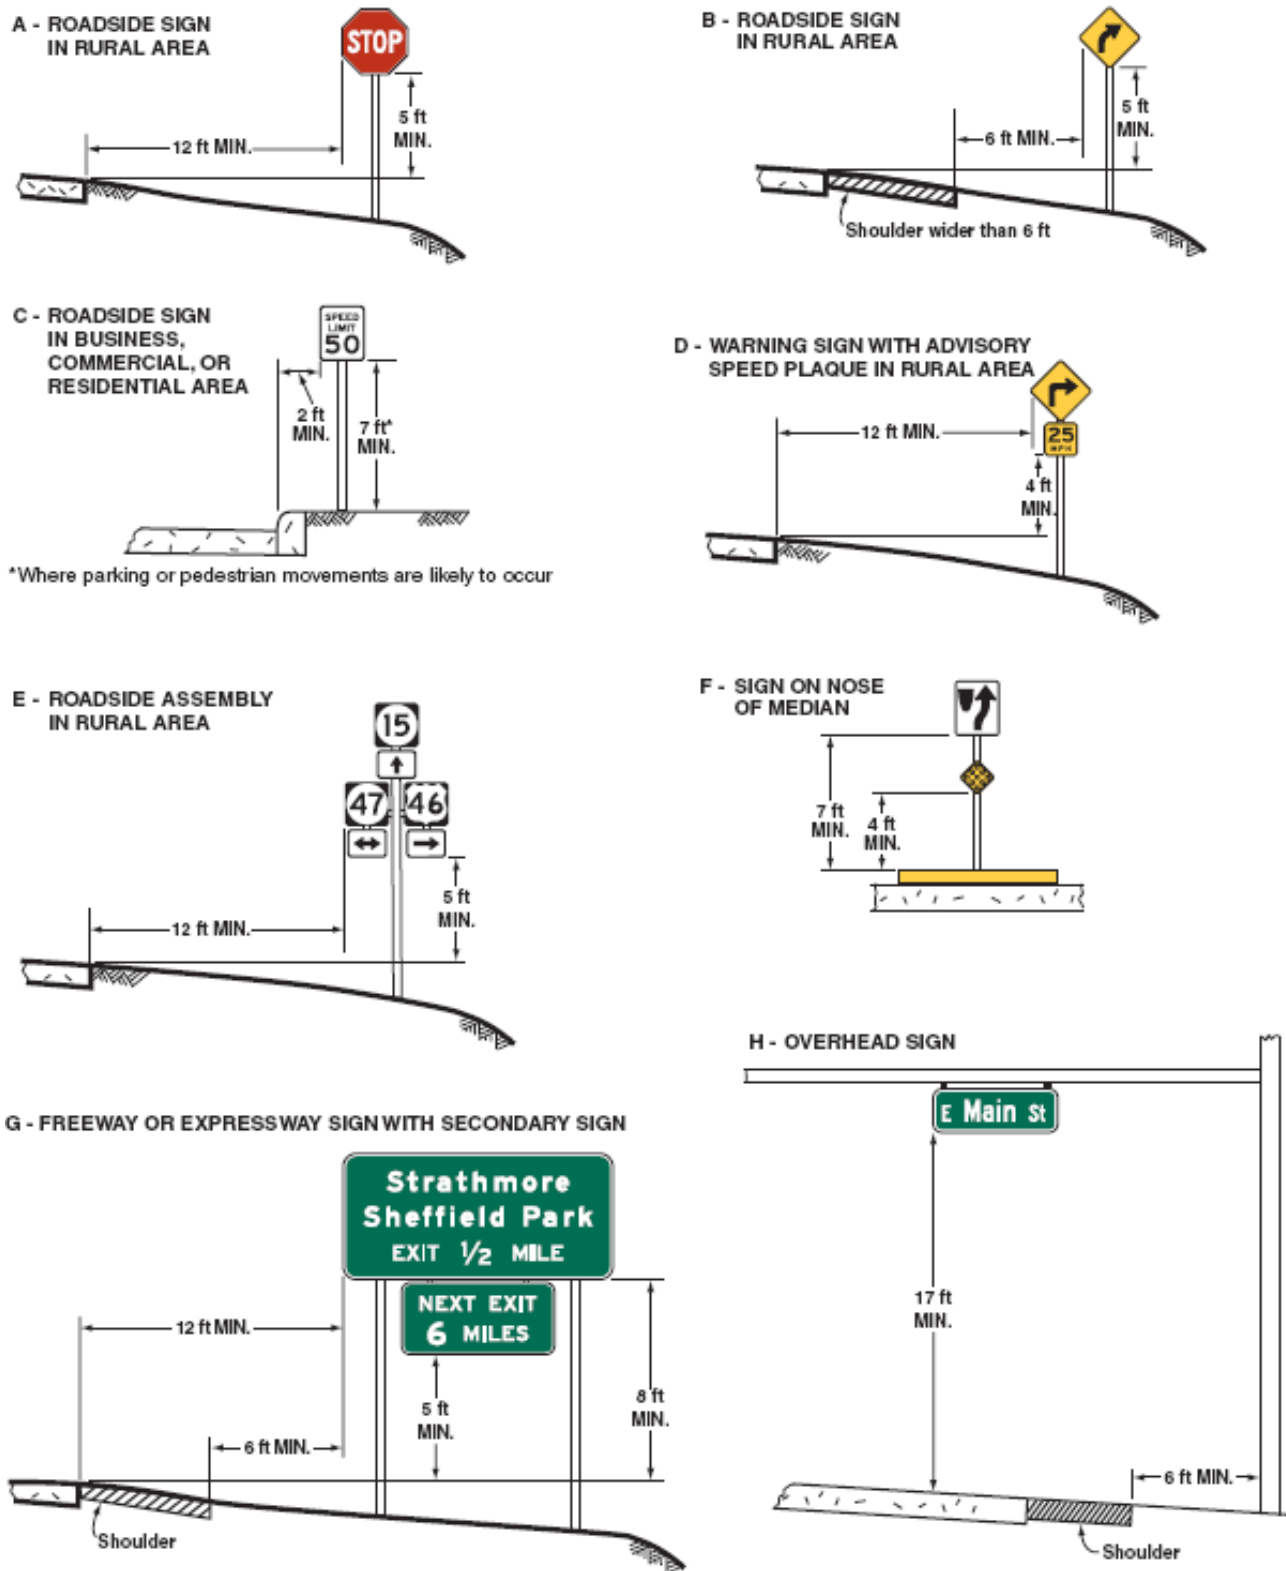 A - ROADSIDE SIGN
IN RURAL AREA
STOP
5 ft
MIN.
12 ft MIN.
B - ROADSIDE SIGN
IN RURAL AREA
5 ft
MIN.
6 ft MIN.
Shoulder wider than 6 ft
C - ROADSIDE SIGN
IN BUSINESS,
COMMERCIAL, OR
RESIDENTIAL AREA
SPEED
LIMIT
50
2 ft
MIN.
7 ft*
MIN.
*Where parking or pedestrian movements are likely to occur
D - WARNING SIGN WITH ADVISORY
SPEED PLAQUE IN RURAL AREA
12 ft MIN.
25
MPH
4 ft
MIN.
E - ROADSIDE ASSEMBLY
IN RURAL AREA
15
47
46
5 ft
MIN.
12 ft MIN.
F - SIGN ON NOSE
OF MEDIAN
7 ft
MIN.
4 ft
MIN.
G - FREEWAY OR EXPRESSWAY SIGN WITH SECONDARY SIGN
Strathmore
Sheffield Park
EXIT ½ MILE
NEXT EXIT
6 MILES
12 ft MIN.
8 ft
MIN.
5 ft
MIN.
6 ft MIN.
Shoulder
H - OVERHEAD SIGN
E Main St
17 ft
MIN.
6 ft MIN.
Shoulder